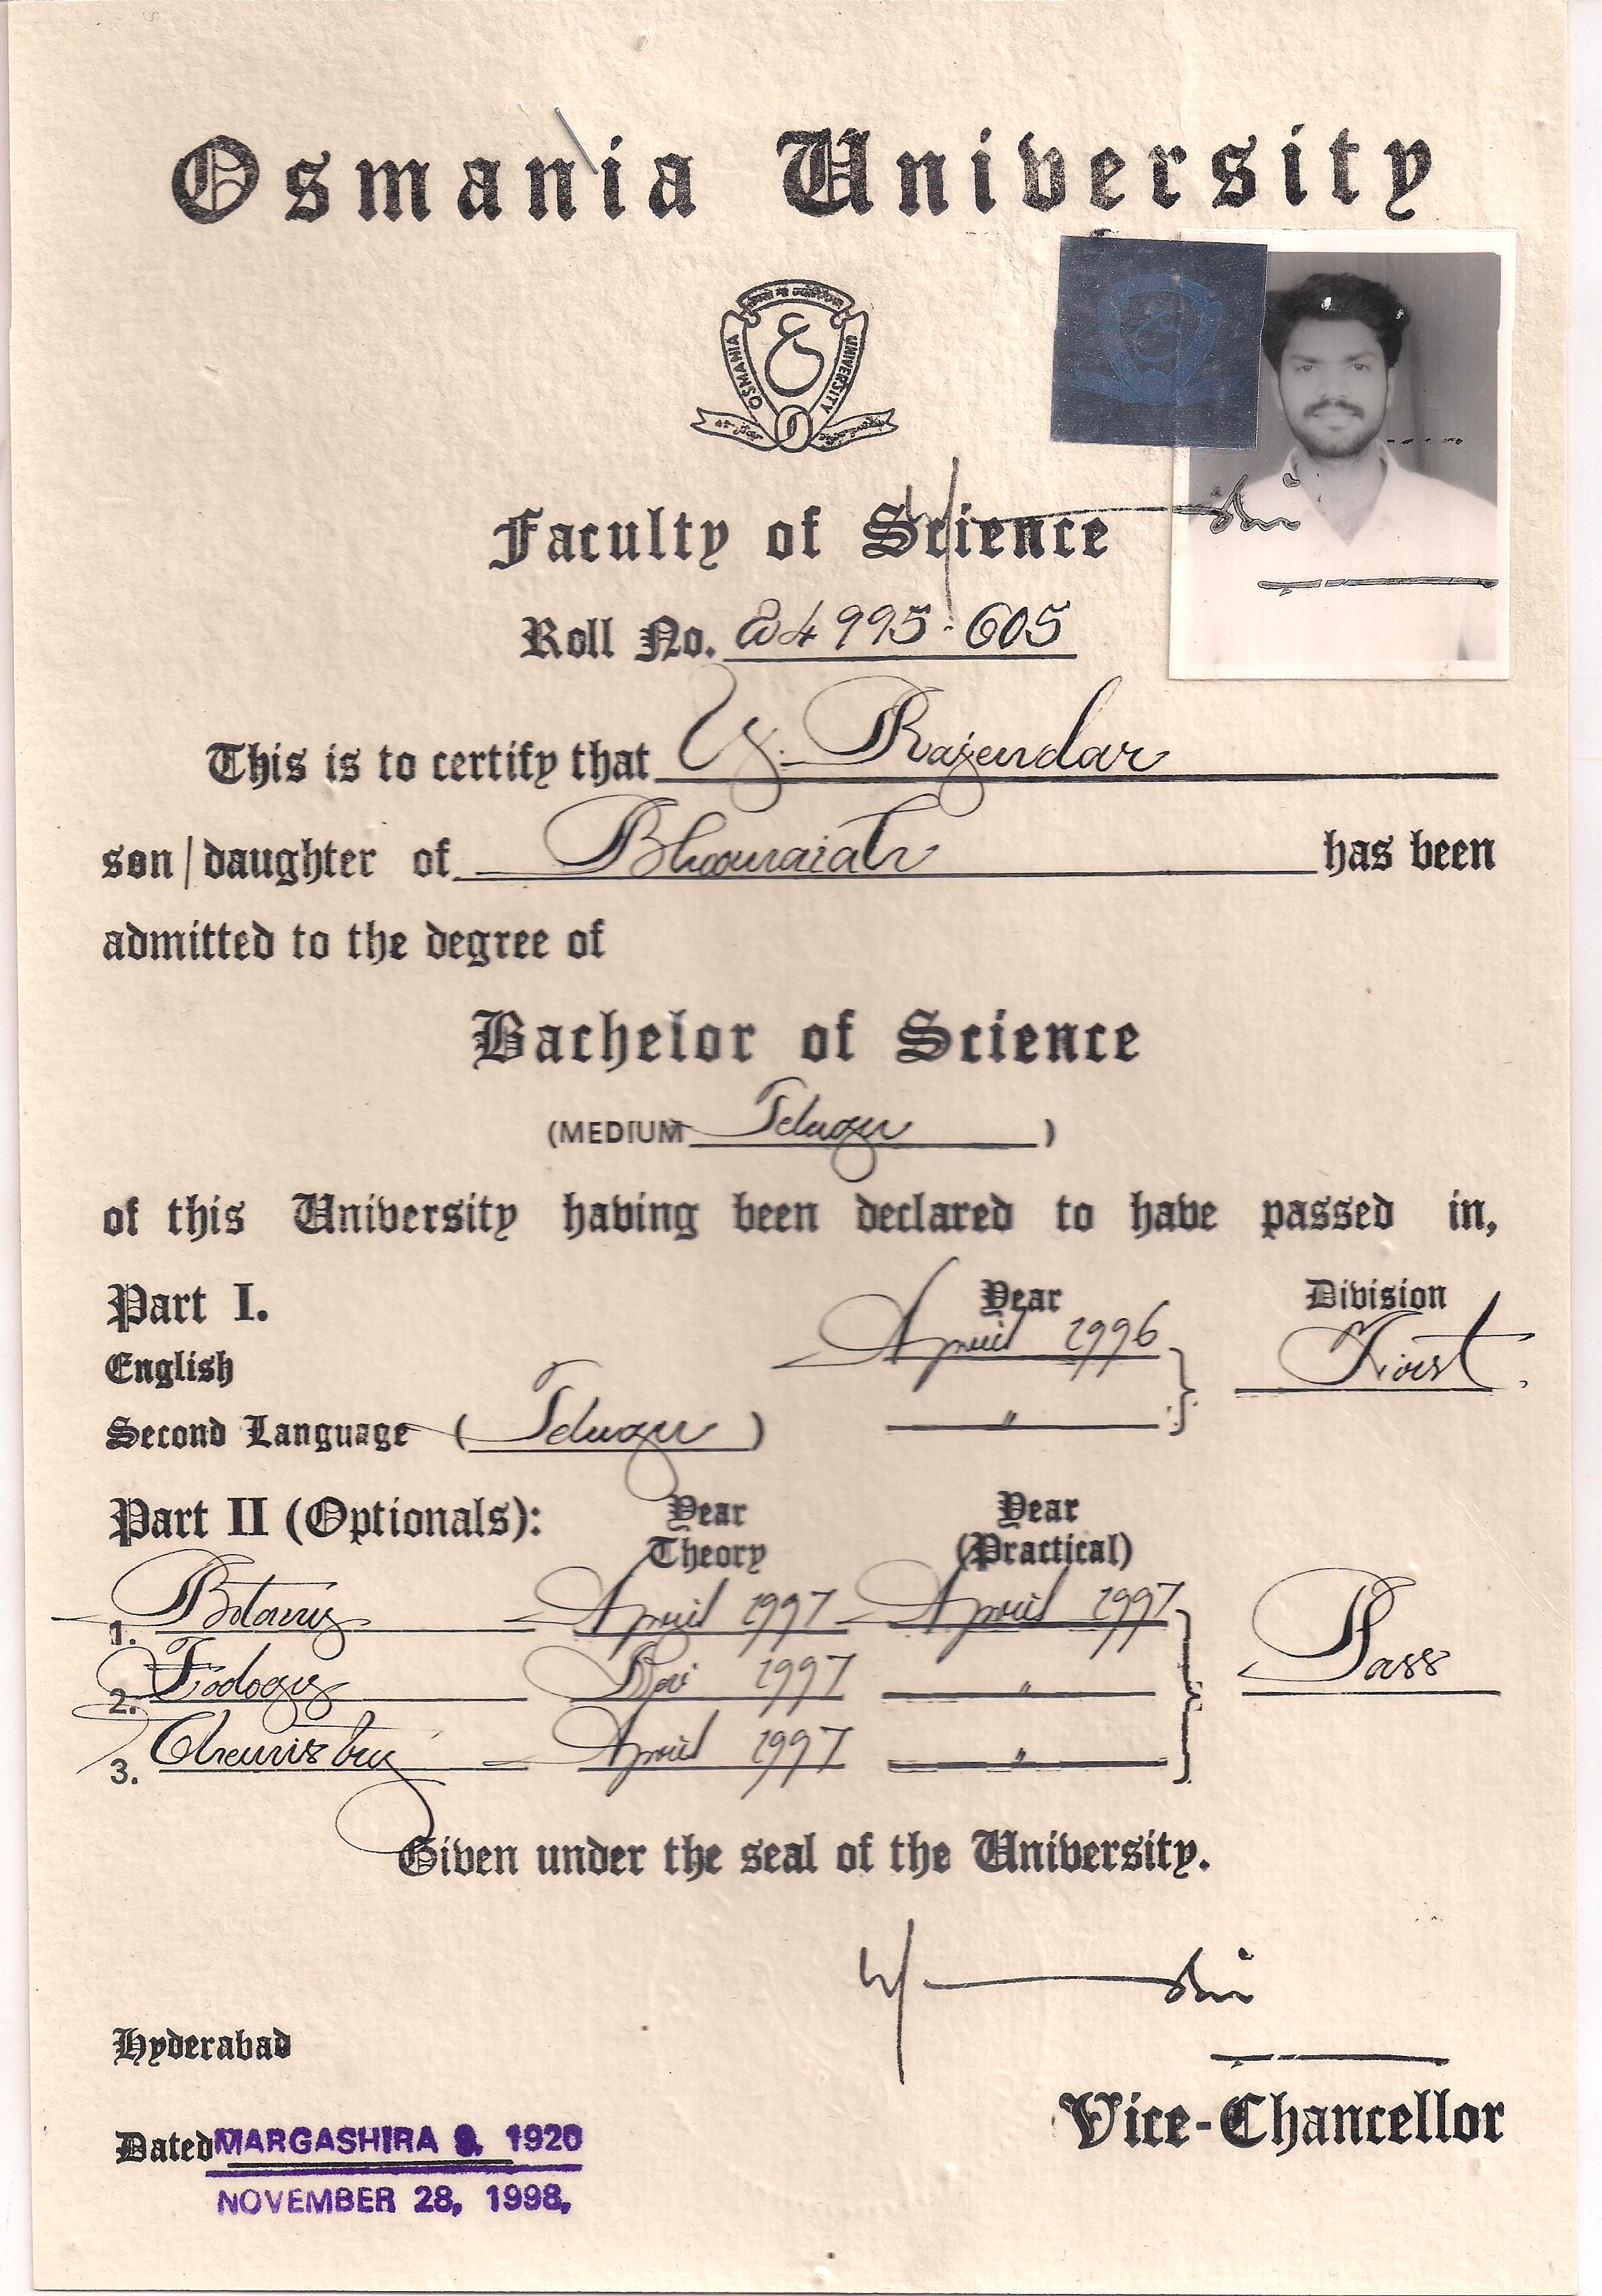 Osmania University
OSMANIA UNIVERSITY
Faculty of Science
Roll No. 84995-605
This is to certify that G. Rajendar
son/daughter of Bhoomaiah has been
admitted to the degree of
Bachelor of Science
(MEDIUM Telugu )
of this University having been declared to have passed in,
Part I. Year Division
English April 1996 First
Second Language ( Telugu ) "
Part II (Optionals): Year Theory Year (Practical)
1. Botany April 1997 April 1997 Pass
2. Zoology 1997 "
3. Chemistry April 1997 "
Given under the seal of the University.
Hyderabad
Vice-Chancellor
Dated MARGASHIRA 1920
NOVEMBER 28, 1998,